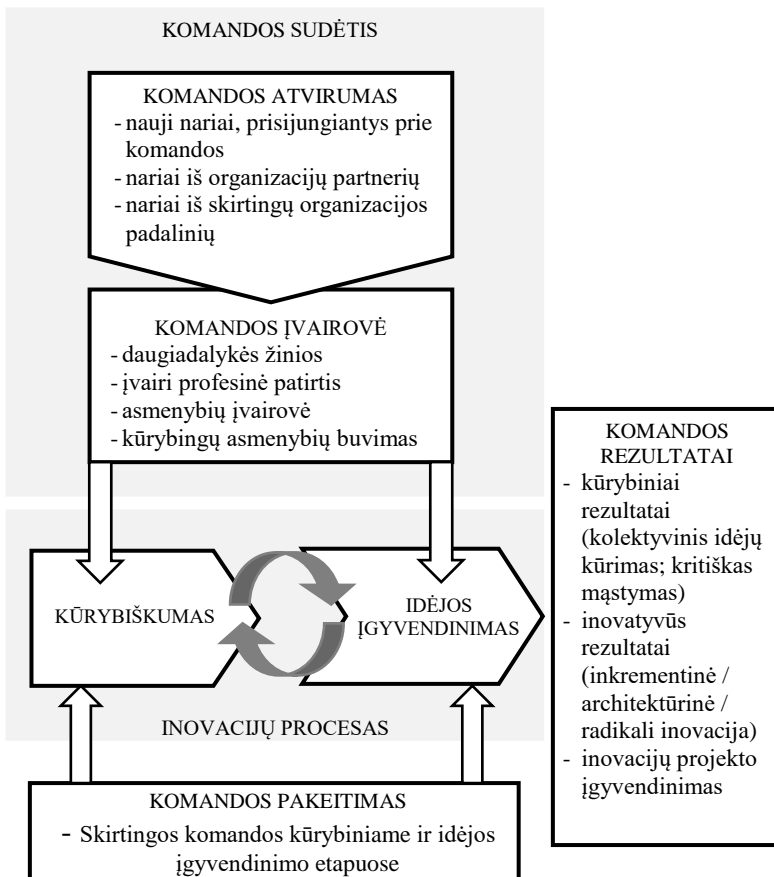 KOMANDOS SUDĖTIS
KOMANDOS ATVIRUMAS
- nauji nariai, prisijungiantys prie
komandos
- nariai iš organizacijų partnerių
- nariai iš skirtingų organizacijos
padalinių
KOMANDOS ĮVAIROVĖ
- daugiadalykės žinios
- įvairi profesinė patirtis
- asmenybių įvairovė
- kūrybingų asmenybių buvimas
KŪRYBIŠKUMAS
IDĖJOS
ĮGYVENDINIMAS
INOVACIJŲ PROCESAS
KOMANDOS PAKEITIMAS
- Skirtingos komandos kūrybiniame ir idėjos
įgyvendinimo etapuose
KOMANDOS
REZULTATAI
- kūrybiniai
rezultatai
(kolektyvinis idėjų
kūrimas; kritiškas
mąstymas)
- inovatyvūs
rezultatai
(inkrementinė /
architektūrinė /
radikali inovacija)
- inovacijų projekto
įgyvendinimas